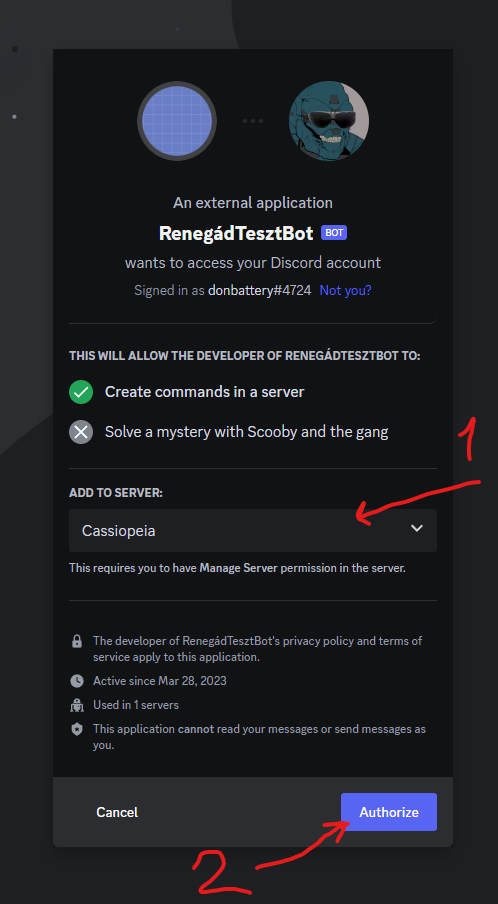 An external application
RenegádTesztBot BOT
wants to access your Discord account
Signed in as donbattery#4724 Not you?
THIS WILL ALLOW THE DEVELOPER OF RENEGÁDTESZTBOT TO:
Create commands in a server
Solve a mystery with Scooby and the gang
1
ADD TO SERVER:
Cassiopeia
This requires you to have Manage Server permission in the server.
The developer of RenegádTesztBot's privacy policy and terms of
service apply to this application.
Active since Mar 28, 2023
Used in 1 servers
This application cannot read your messages or send messages as
you.
Cancel Authorize
2